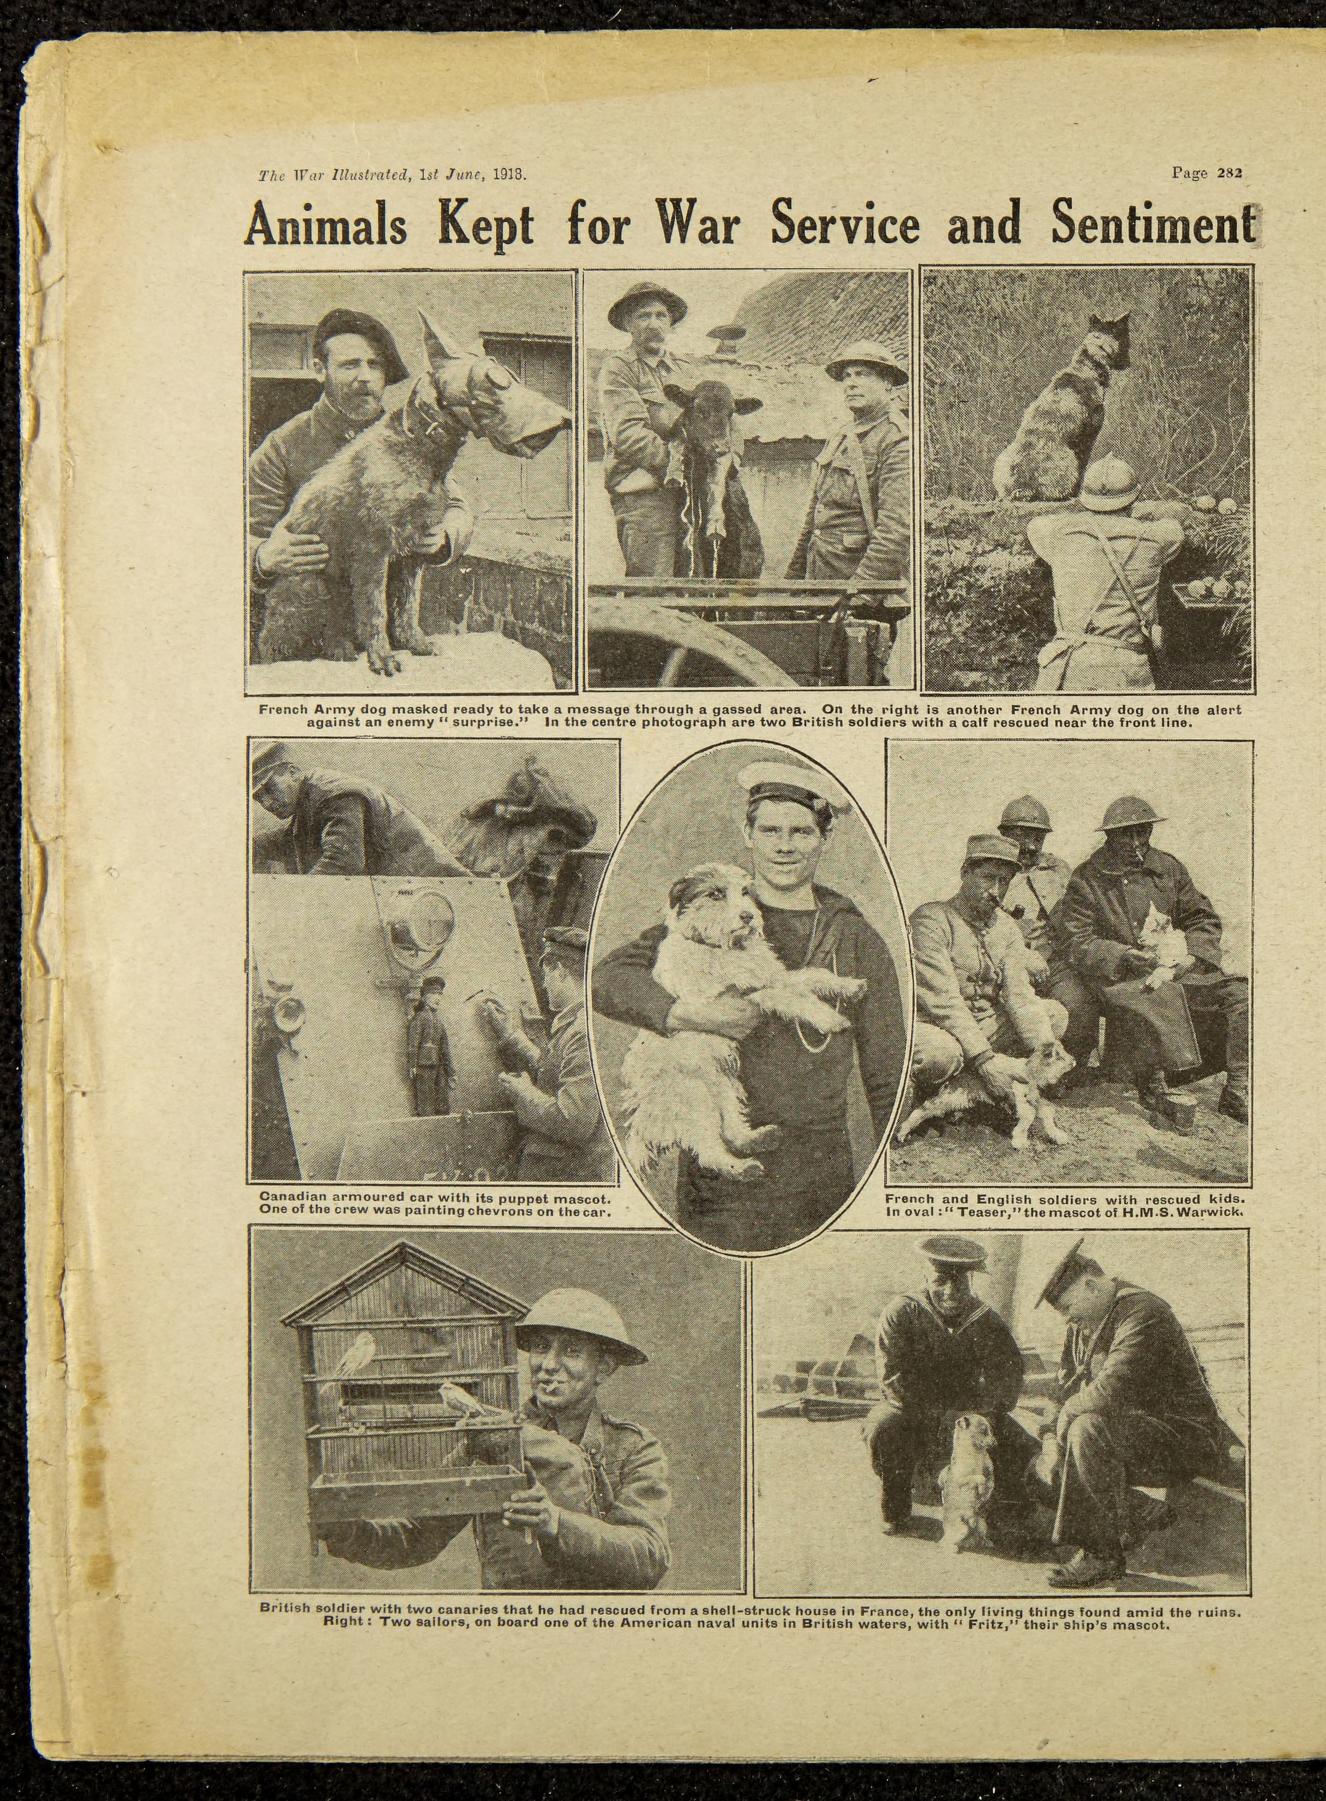 The War Illustrated, 1st June, 1918.
Page 282
Animals Kept for War Service and Sentiment
French Army dog masked ready to take a message through a gassed area. On the right is another French Army dog on the alert
against an enemy “ surprise.” In the centre photograph are two British soldiers with a calf rescued near the front line.
Canadian armoured car with its puppet mascot.
One of the crew was painting chevrons on the car.
French and English soldiers with rescued kids.
In oval : “ Teaser,” the mascot of H.M.S. Warwick.
British soldier with two canaries that he had rescued from a shell-struck house in France, the only living things found amid the ruins.
Right : Two sailors, on board one of the American naval units in British waters, with “ Fritz,” their ship's mascot.